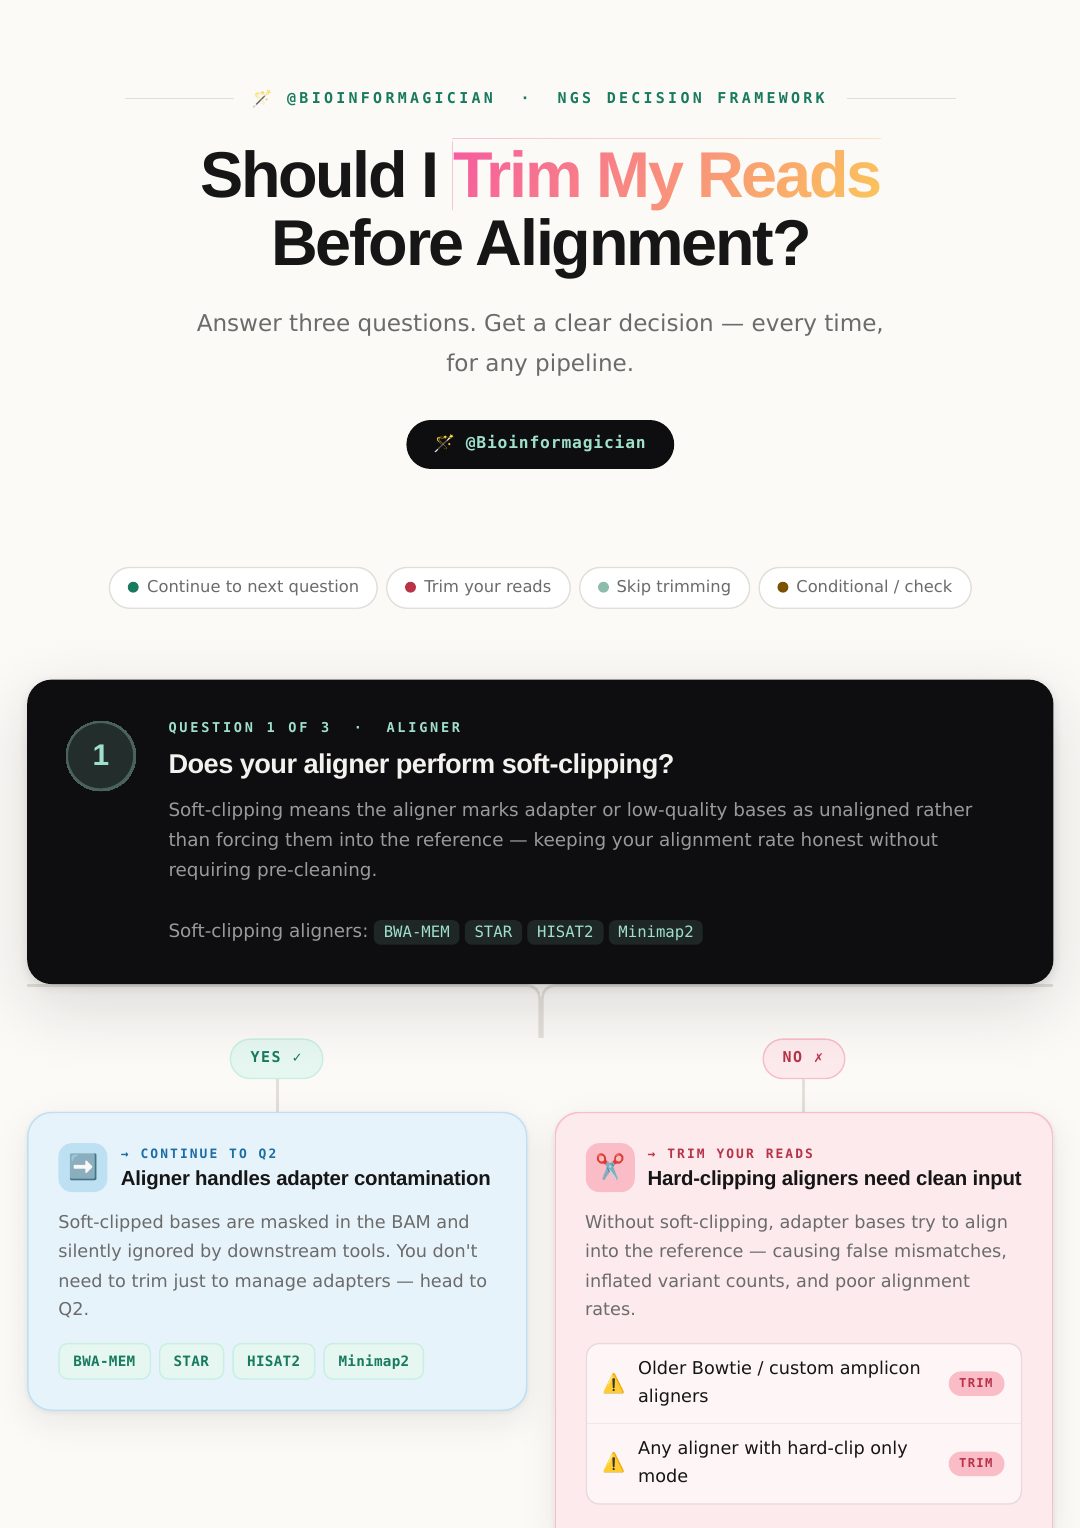 @BIOINFORMAGICIAN · NGS DECISION FRAMEWORK
Should I Trim My Reads
Before Alignment?
Answer three questions. Get a clear decision — every time,
for any pipeline.
@Bioinformagician
Continue to next question
Trim your reads
Skip trimming
Conditional / check
1
QUESTION 1 OF 3 · ALIGNER
Does your aligner perform soft-clipping?
Soft-clipping means the aligner marks adapter or low-quality bases as unaligned rather
than forcing them into the reference — keeping your alignment rate honest without
requiring pre-cleaning.
Soft-clipping aligners: BWA-MEM STAR HISAT2 Minimap2
YES ✓
→ CONTINUE TO Q2
Aligner handles adapter contamination
Soft-clipped bases are masked in the BAM and
silently ignored by downstream tools. You don't
need to trim just to manage adapters — head to
Q2.
BWA-MEM STAR HISAT2 Minimap2
NO ✗
→ TRIM YOUR READS
Hard-clipping aligners need clean input
Without soft-clipping, adapter bases try to align
into the reference — causing false mismatches,
inflated variant counts, and poor alignment
rates.
Older Bowtie / custom amplicon
aligners
TRIM
Any aligner with hard-clip only
mode
TRIM